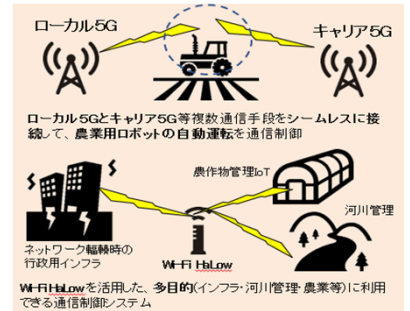 ローカル5G
キャリア5G
ローカル5Gとキャリア5G等複数通信手段をシームレスに接
続して、農業用ロボットの自動運転を通信制御
農作物管理IoT
河川管理
ネットワーク輻輳時の
行政用インフラ
Wi-Fi HaLow
Wi-Fi HaLowを活用した、多目的(インフラ・河川管理・農業等)に利用
できる通信制御システム